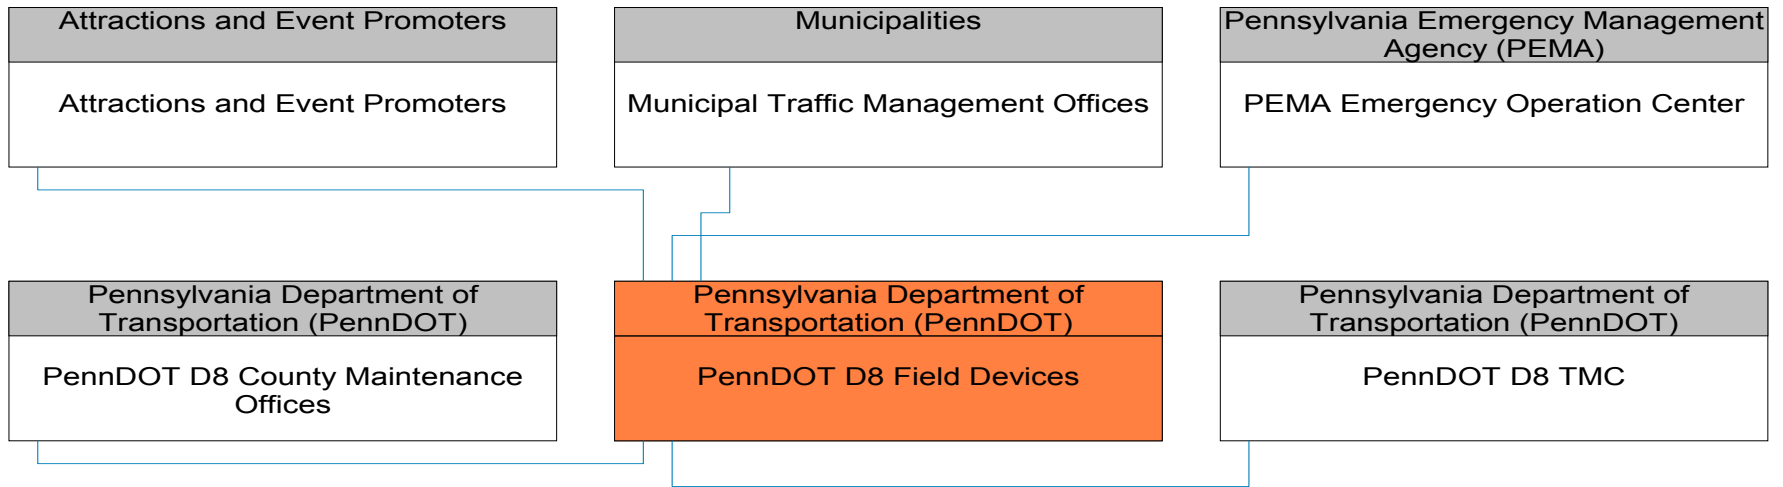 Attractions and Event Promoters
Attractions and Event Promoters
Municipalities
Municipal Traffic Management Offices
Pennsylvania Emergency Management
Agency (PEMA)
PEMA Emergency Operation Center
Pennsylvania Department of
Transportation (PennDOT)
PennDOT D8 County Maintenance
Offices
Pennsylvania Department of
Transportation (PennDOT)
PennDOT D8 Field Devices
Pennsylvania Department of
Transportation (PennDOT)
PennDOT D8 TMC